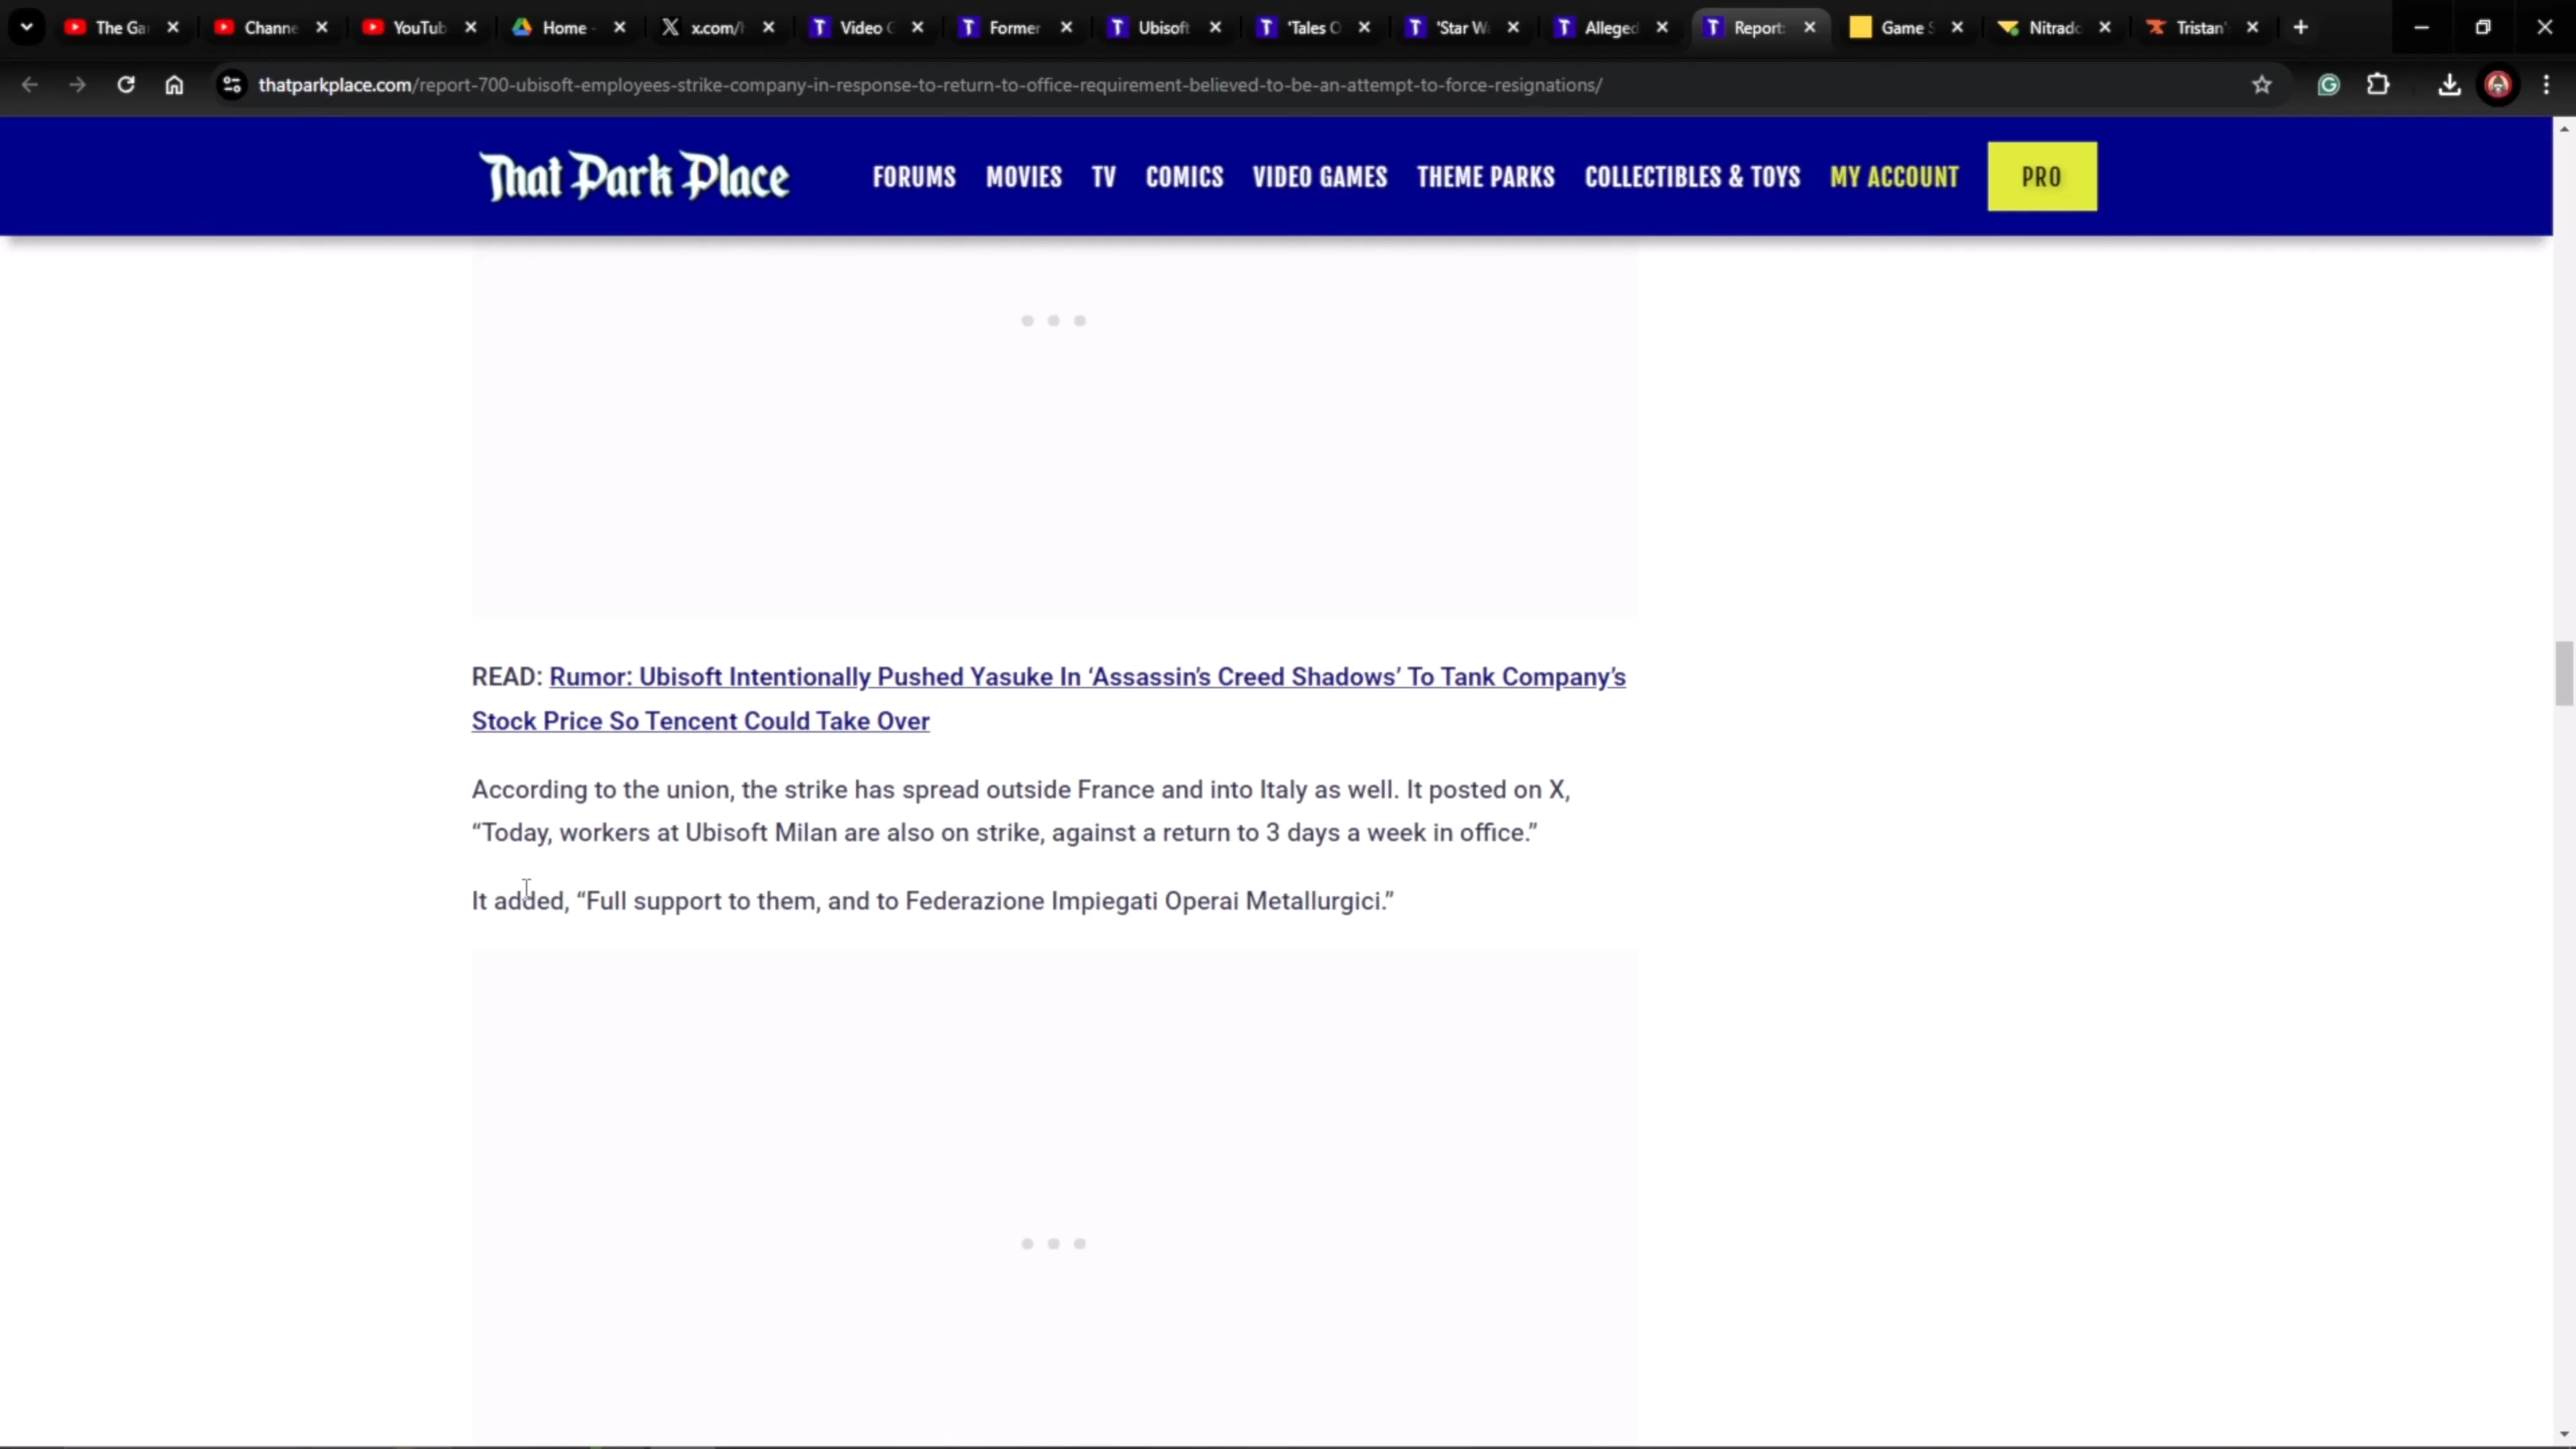 The Ga
Channe
YouTub
Home -
x.com/
Video G
Former
Ubisoft
'Tales O
'Star W
Alleged
Report:
Game S
Nitrado
Tristan'
thatparkplace.com/report-700-ubisoft-employees-strike-company-in-response-to-return-to-office-requirement-believed-to-be-an-attempt-to-force-resignations/
That Park Place
FORUMS
MOVIES
TV
COMICS
VIDEO GAMES
THEME PARKS
COLLECTIBLES & TOYS
MY ACCOUNT
PRO
READ: Rumor: Ubisoft Intentionally Pushed Yasuke In ‘Assassin’s Creed Shadows’ To Tank Company’s
Stock Price So Tencent Could Take Over
According to the union, the strike has spread outside France and into Italy as well. It posted on X,
“Today, workers at Ubisoft Milan are also on strike, against a return to 3 days a week in office.”
It added, “Full support to them, and to Federazione Impiegati Operai Metallurgici.”